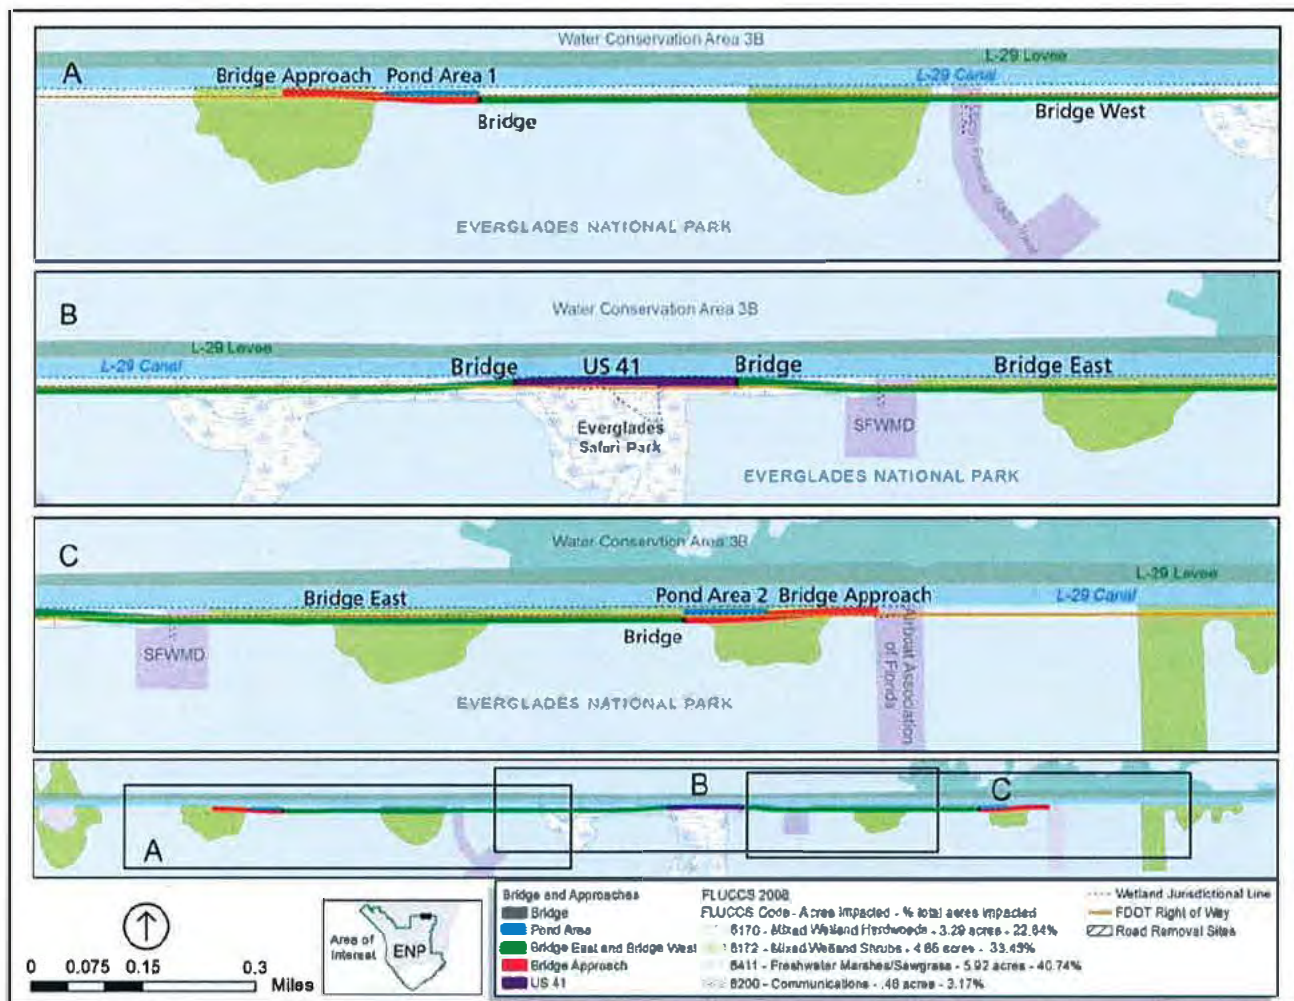 Water Conservation Area 3B
A
L-29 Levee
Bridge Approach
Pond Area 1
L-29 Canal
Bridge
Bridge West
EVERGLADES NATIONAL PARK
Water Conservation Area 3B
B
L-29 Levee
L-29 Canal
Bridge
US 41
Bridge
Bridge East
Everglades
Safari Park
SFWMD
EVERGLADES NATIONAL PARK
C
Water Conservtion Area 3B
L-29 Levee
Bridge East
Pond Area 2
Bridge Approach
L-29 Canal
Bridge
SFWMD
Airboat Association
of Florida
EVERGLADES NATIONAL PARK
B
C
A
Bridge and Approaches
Bridge
Pond Area
Bridge East and Bridge West
Bridge Approach
US 41
FLUCCS 2008
FLUCCS Code - Acres Impacted - % total acres impacted
6170 - Mixed Wetland Hardwoods - 3.29 acres - 22.64%
6172 - Mixed Wetland Shrubs - 4.86 acres - 33.45%
6411 - Freshwater Marshes/Sawgrass - 5.92 acres - 40.74%
8200 - Communications - .46 acres - 3.17%
Wetland Jurisdictional Line
FDOT Right of Way
Road Removal Sites
Area of
Interest
ENP
0 0.075 0.15 0.3
Miles